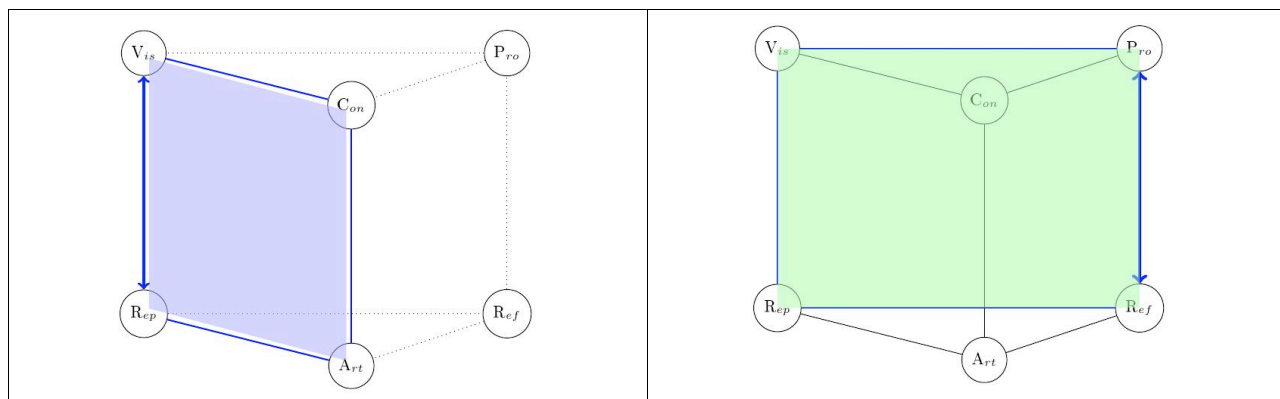 V_is
P_ro
C_on
R_ep
R_ef
A_rt
V_is
P_ro
C_on
R_ep
R_ef
A_rt